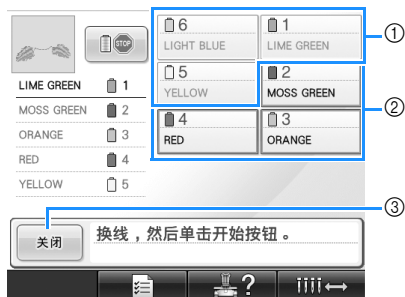 6
LIGHT BLUE
1
LIME GREEN
①
STOP
5
YELLOW
2
MOSS GREEN
②
4
RED
3
ORANGE
LIME GREEN 1
MOSS GREEN 2
ORANGE 3
RED 4
YELLOW 5
③
关闭
换线，然后单击开始按钮。
?